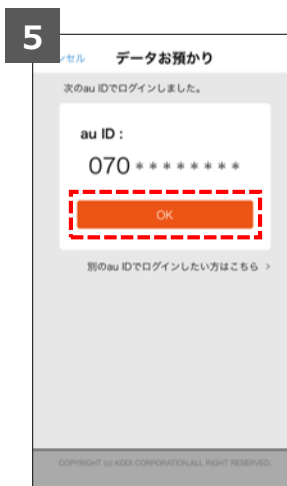 5
ンセル
データお預かり
次のau IDでログインしました。
au ID :
070********
OK
別のau IDでログインしたい方はこちら >
COPYRIGHT (c) KDDI CORPORATION,ALL RIGHT RESERVED.